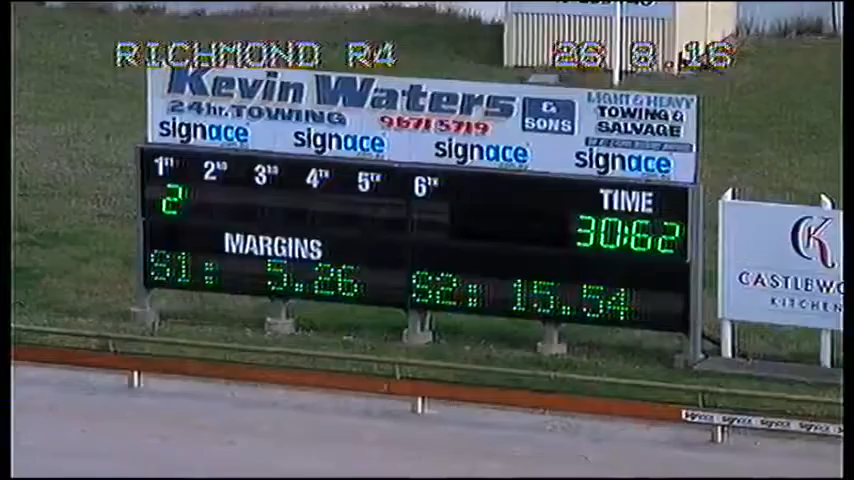 RICHMOND R4 26.8.16
Kevin Waters & SONS
LIGHT & HEAVY
TOWING & SALVAGE
24hr. TOWING 9671 5719
signace signace signace signace
1ST 2ND 3RD 4TH 5TH 6TH TIME
2 30:62
MARGINS
S1: 5.26 S2: 15.54
K
CASTLEWO
KITCHEN